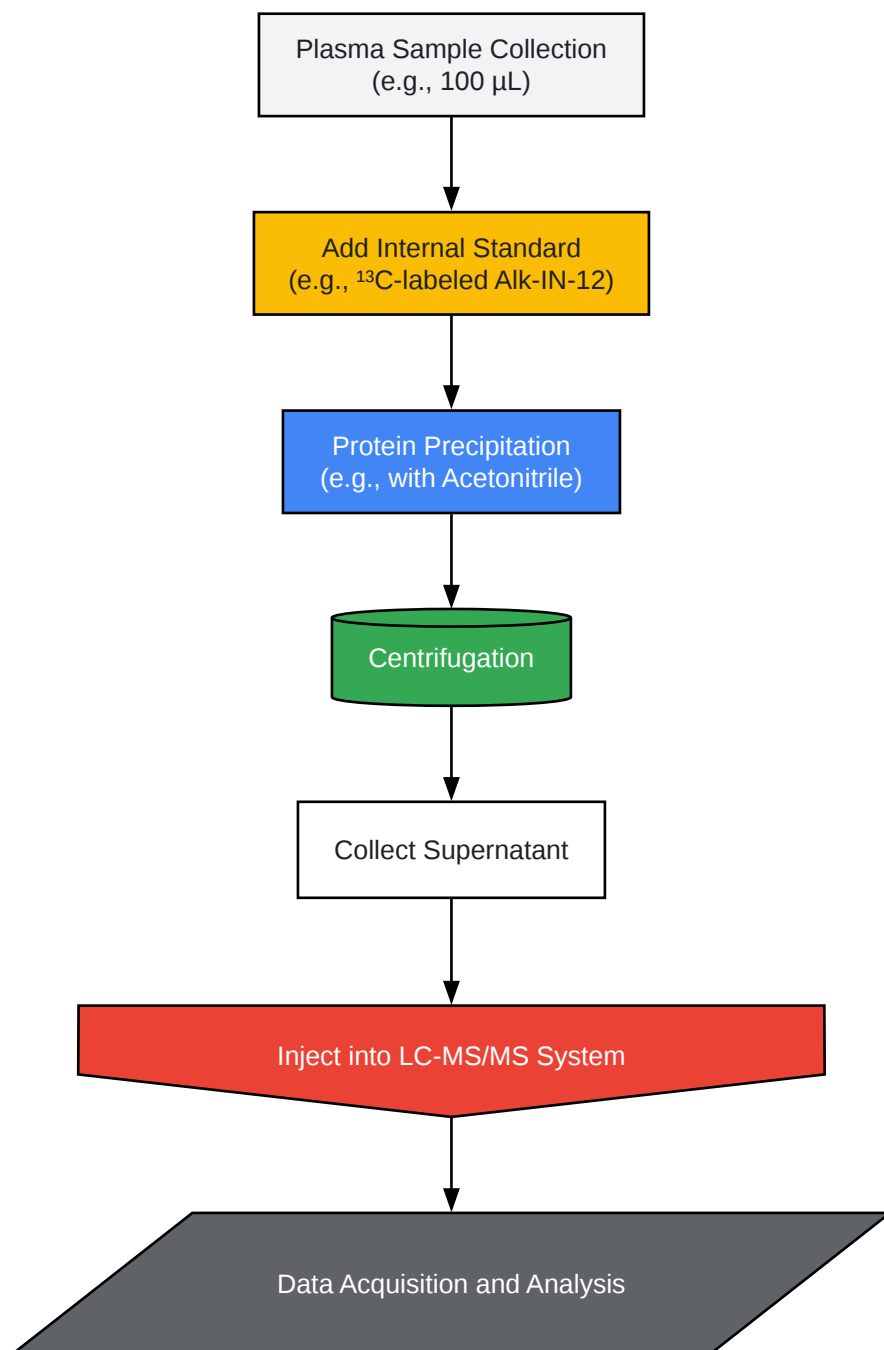 Plasma Sample Collection
(e.g., 100 µL)
Add Internal Standard
(e.g., ¹³C-labeled Alk-IN-12)
Protein Precipitation
(e.g., with Acetonitrile)
Centrifugation
Collect Supernatant
Inject into LC-MS/MS System
Data Acquisition and Analysis